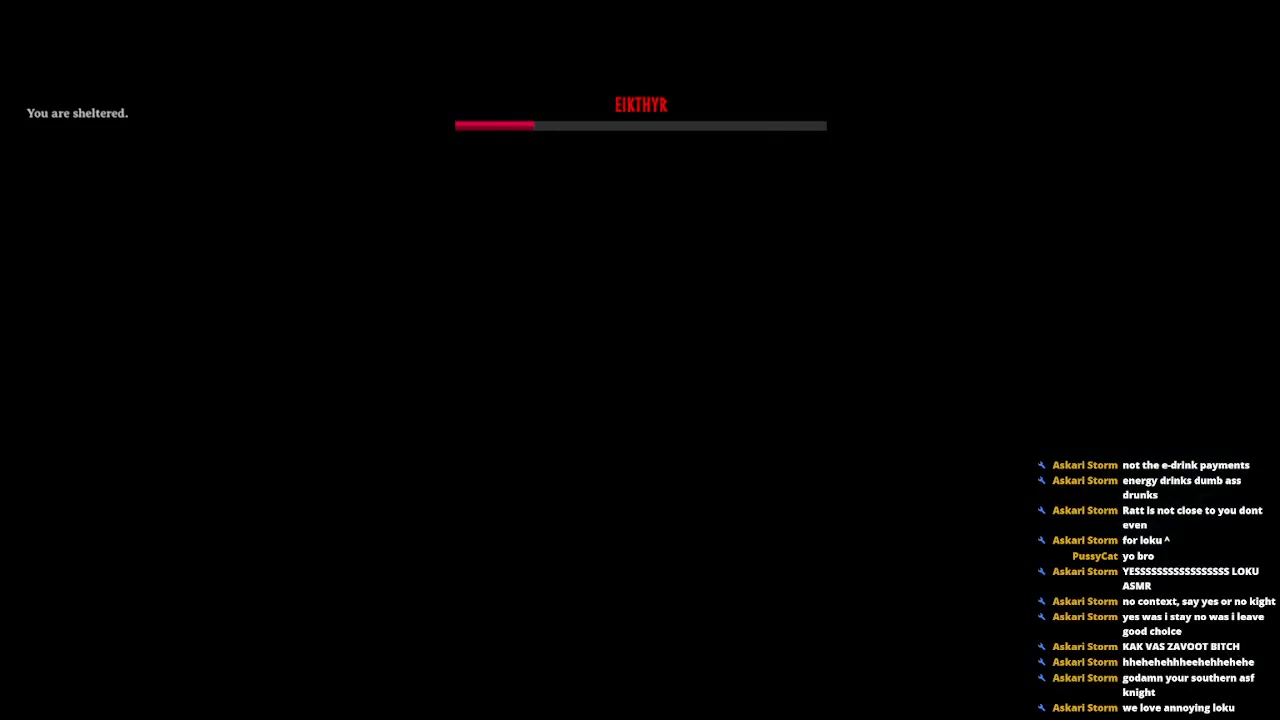 EIKTHYR
You are sheltered.
Askari Storm not the e-drink payments
Askari Storm energy drinks dumb ass
drunks
Askari Storm Ratt is not close to you dont
even
Askari Storm for loku ^
PussyCat yo bro
Askari Storm YESSSSSSSSSSSSSSSSS LOKU
ASMR
Askari Storm no context, say yes or no kight
Askari Storm yes was i stay no was i leave
good choice
Askari Storm KAK VAS ZAVOOT BITCH
Askari Storm hhehehehhheehehhehehe
Askari Storm godamn your southern asf
knight
Askari Storm we love annoying loku